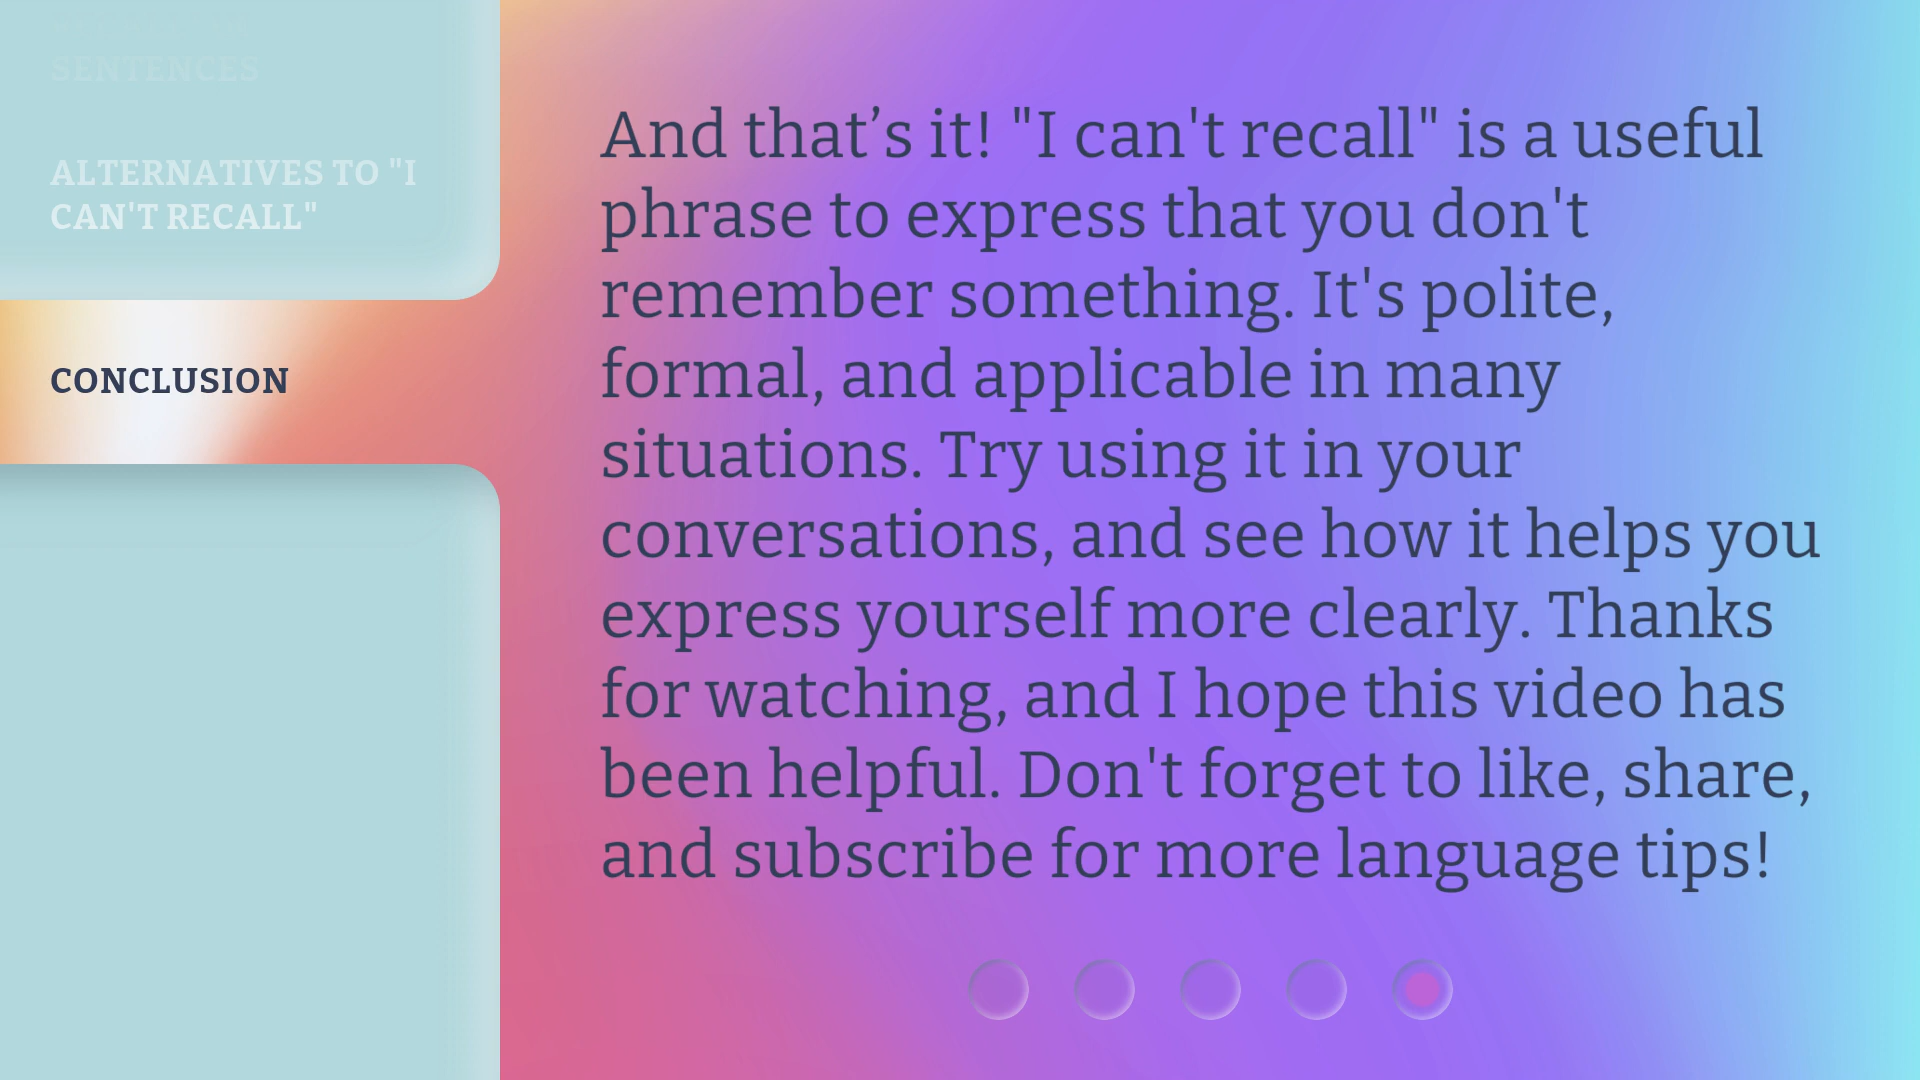 SENTENCES
ALTERNATIVES TO "I
CAN'T RECALL"
CONCLUSION
And that’s it! "I can't recall" is a useful
phrase to express that you don't
remember something. It's polite,
formal, and applicable in many
situations. Try using it in your
conversations, and see how it helps you
express yourself more clearly. Thanks
for watching, and I hope this video has
been helpful. Don't forget to like, share,
and subscribe for more language tips!